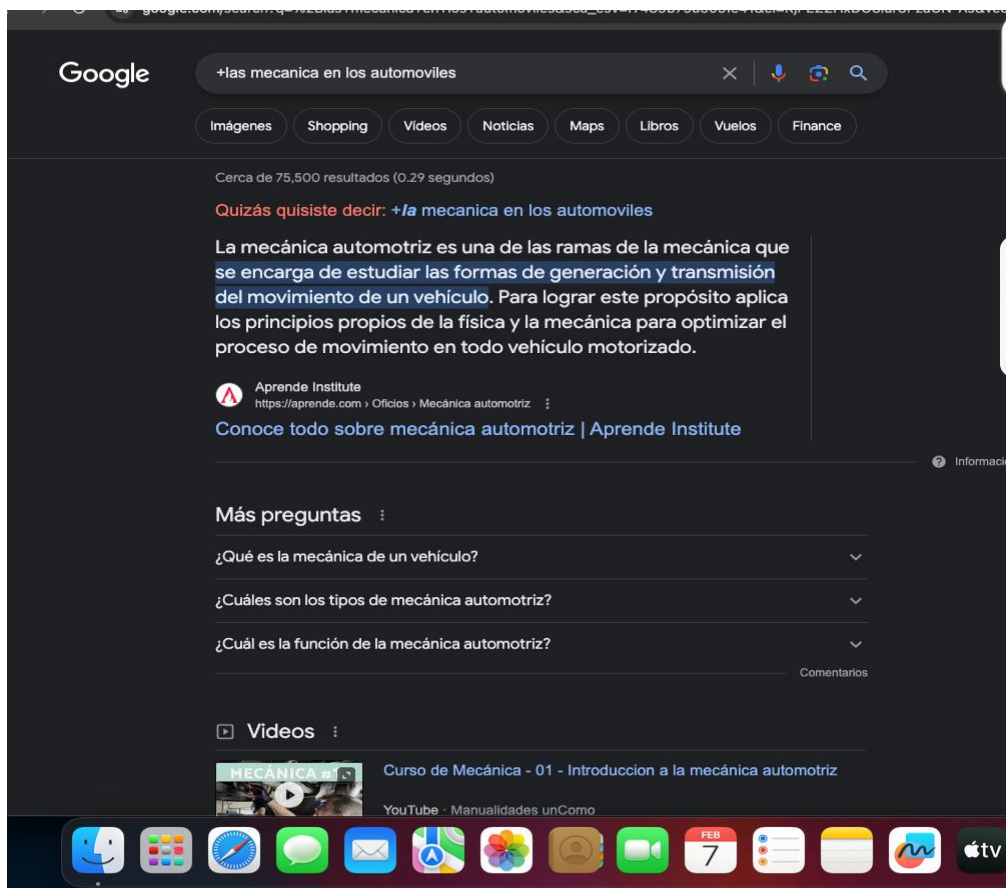 Google
+las mecanica en los automoviles
Imágenes Shopping Videos Noticias Maps Libros Vuelos Finance
Cerca de 75,500 resultados (0.29 segundos)
Quizás quisiste decir: +la mecanica en los automoviles
La mecánica automotriz es una de las ramas de la mecánica que
se encarga de estudiar las formas de generación y transmisión
del movimiento de un vehículo. Para lograr este propósito aplica
los principios propios de la física y la mecánica para optimizar el
proceso de movimiento en todo vehículo motorizado.
Aprende Institute
https://aprende.com › Oficios › Mecánica automotriz
Conoce todo sobre mecánica automotriz | Aprende Institute
Más preguntas
¿Qué es la mecánica de un vehículo?
¿Cuáles son los tipos de mecánica automotriz?
¿Cuál es la función de la mecánica automotriz?
Comentarios
Videos
MECÁNICA
Curso de Mecánica - 01 - Introduccion a la mecánica automotriz
YouTube · Manualidades unComo
FEB
7
tv